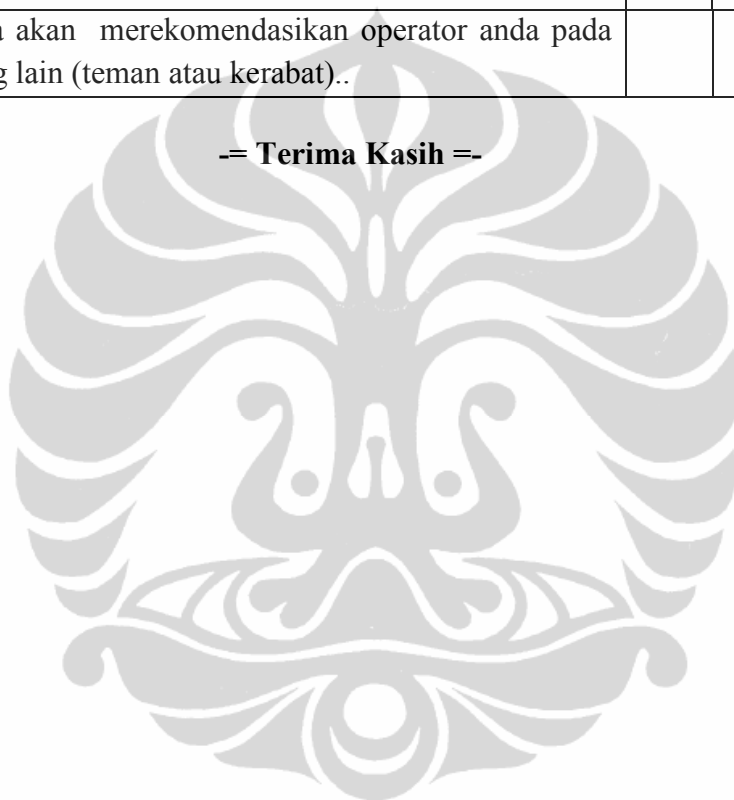 akan merekomendasikan operator anda pada
lain (teman atau kerabat)..
-= Terima Kasih =-